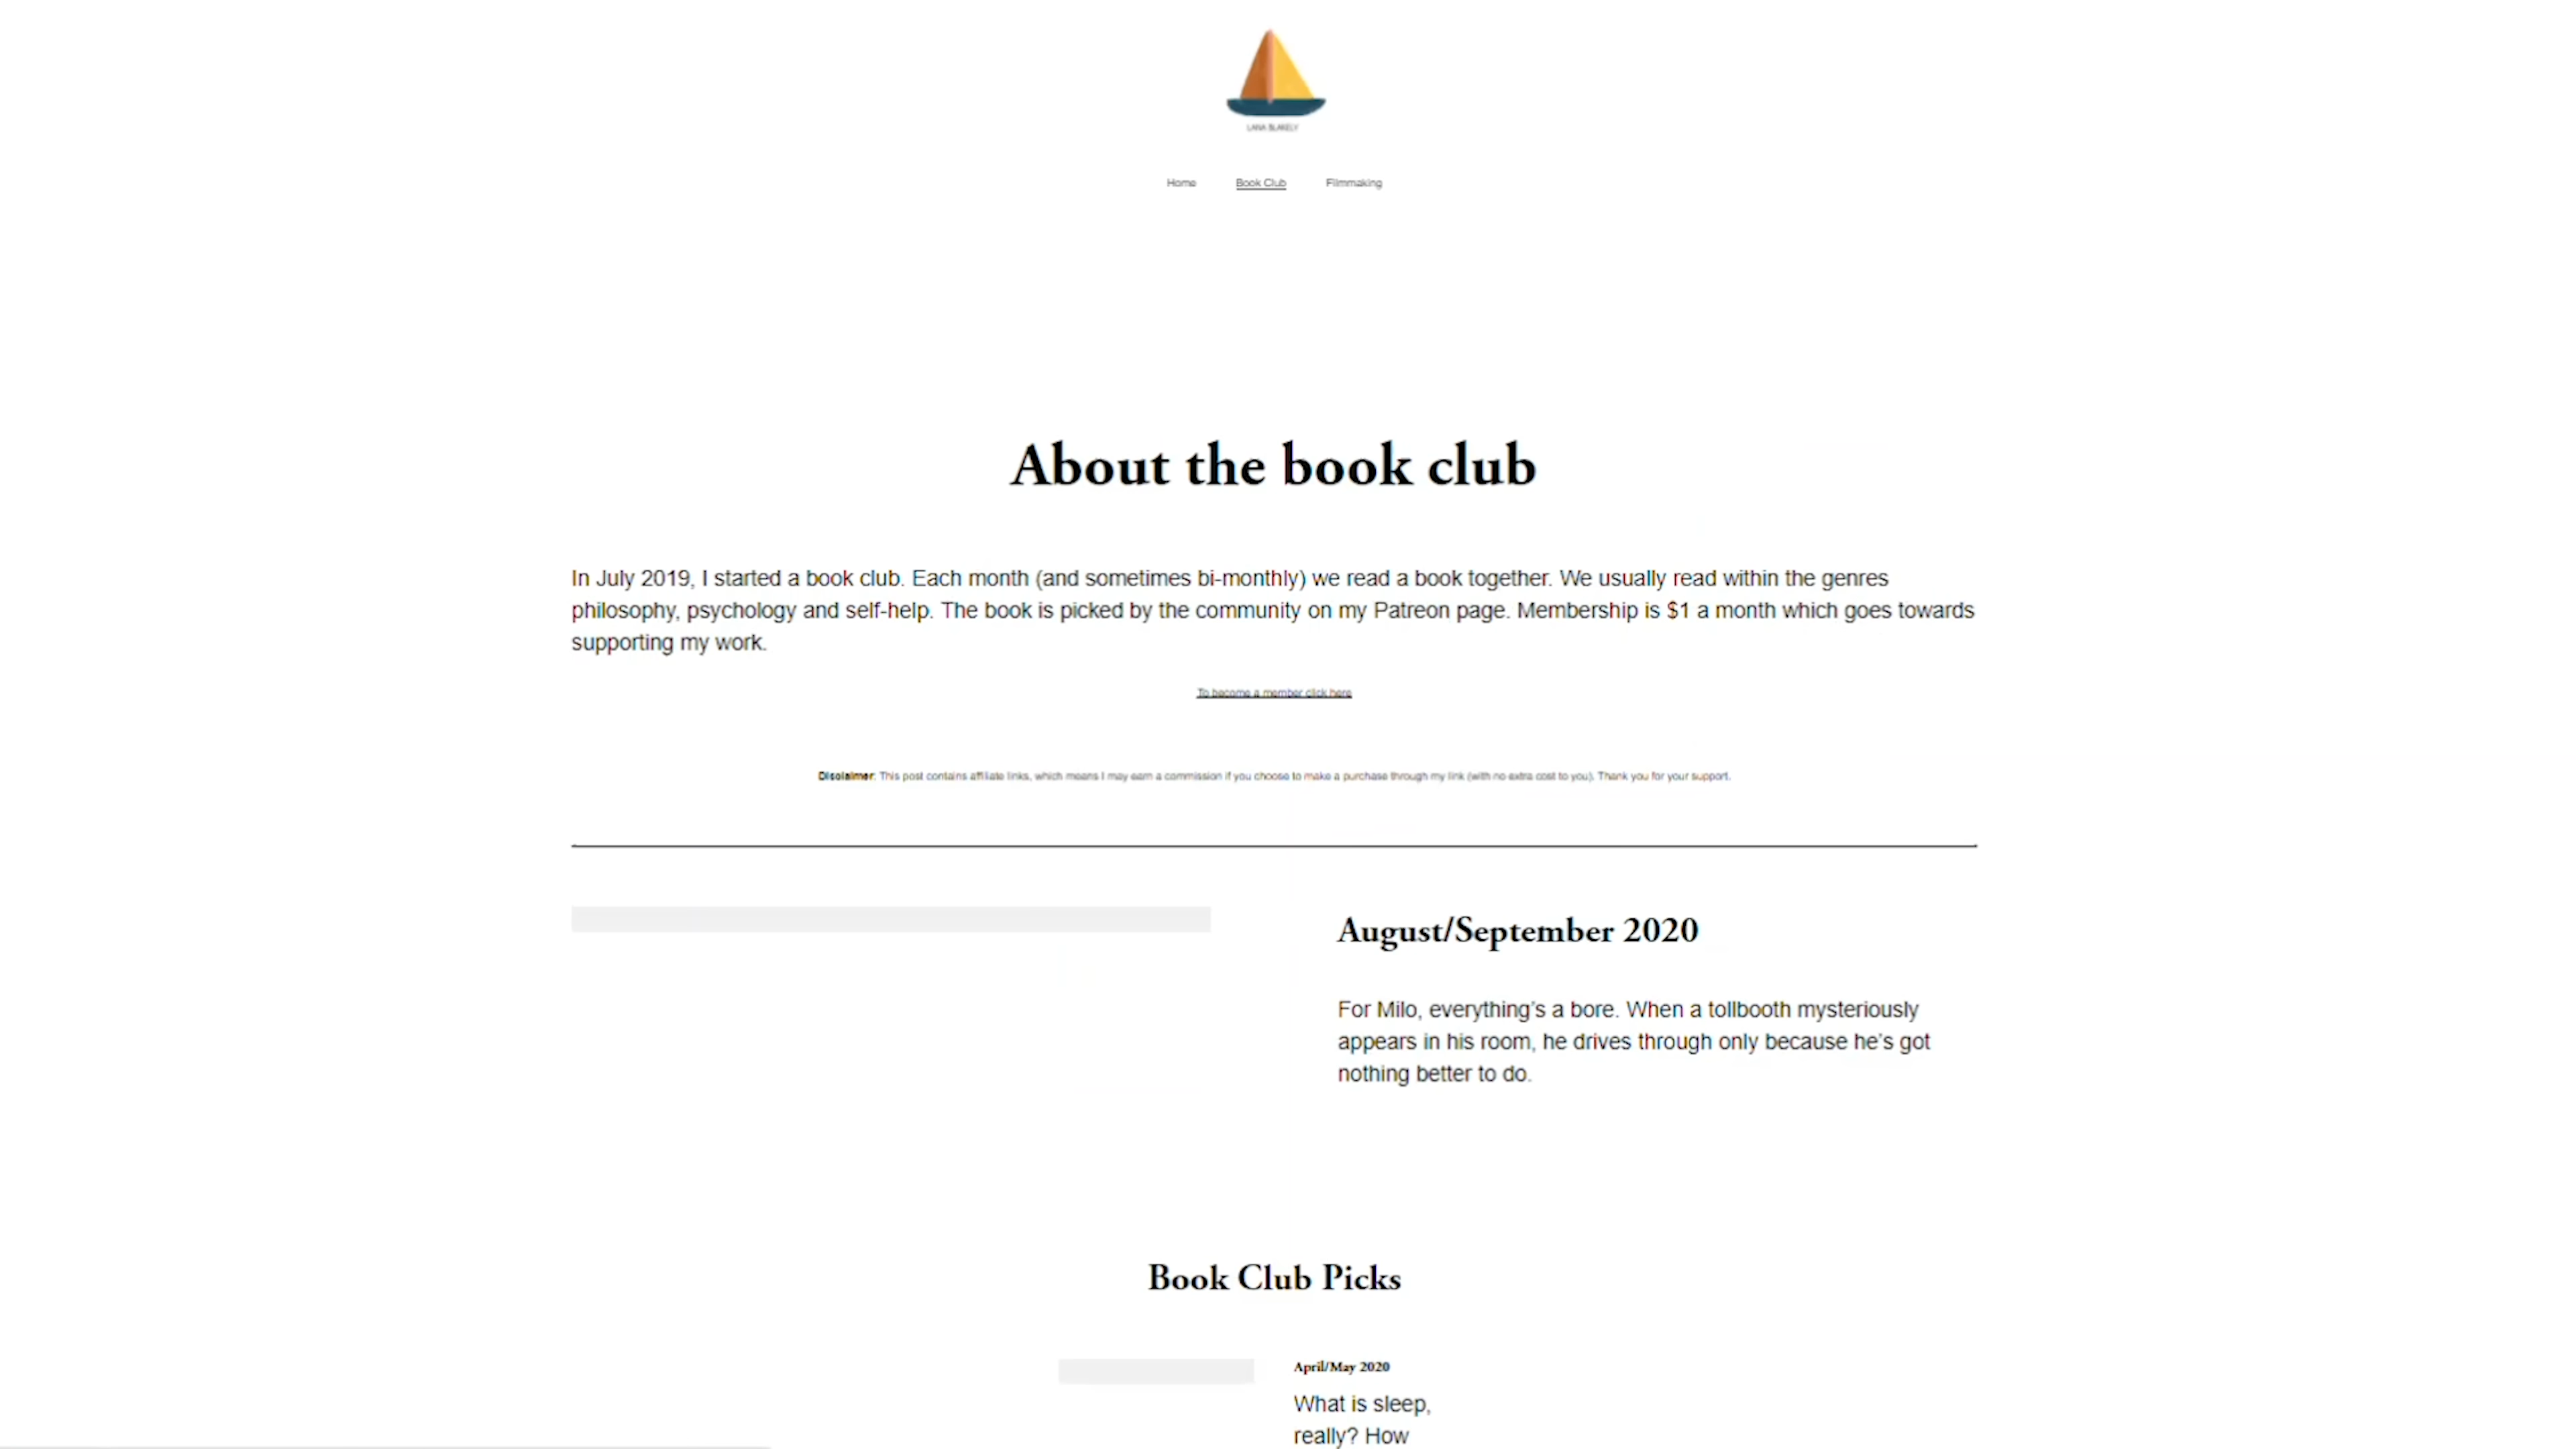 LANA BLAKELY
Home
Book Club
Filmmaking
About the book club
In July 2019, I started a book club. Each month (and sometimes bi-monthly) we read a book together. We usually read within the genres
philosophy, psychology and self-help. The book is picked by the community on my Patreon page. Membership is $1 a month which goes towards
supporting my work.
To become a member click here
Disclaimer: This post contains affiliate links, which means I may earn a commission if you choose to make a purchase through my link (with no extra cost to you). Thank you for your support.
August/September 2020
For Milo, everything’s a bore. When a tollbooth mysteriously
appears in his room, he drives through only because he’s got
nothing better to do.
Book Club Picks
April/May 2020
What is sleep,
really? How